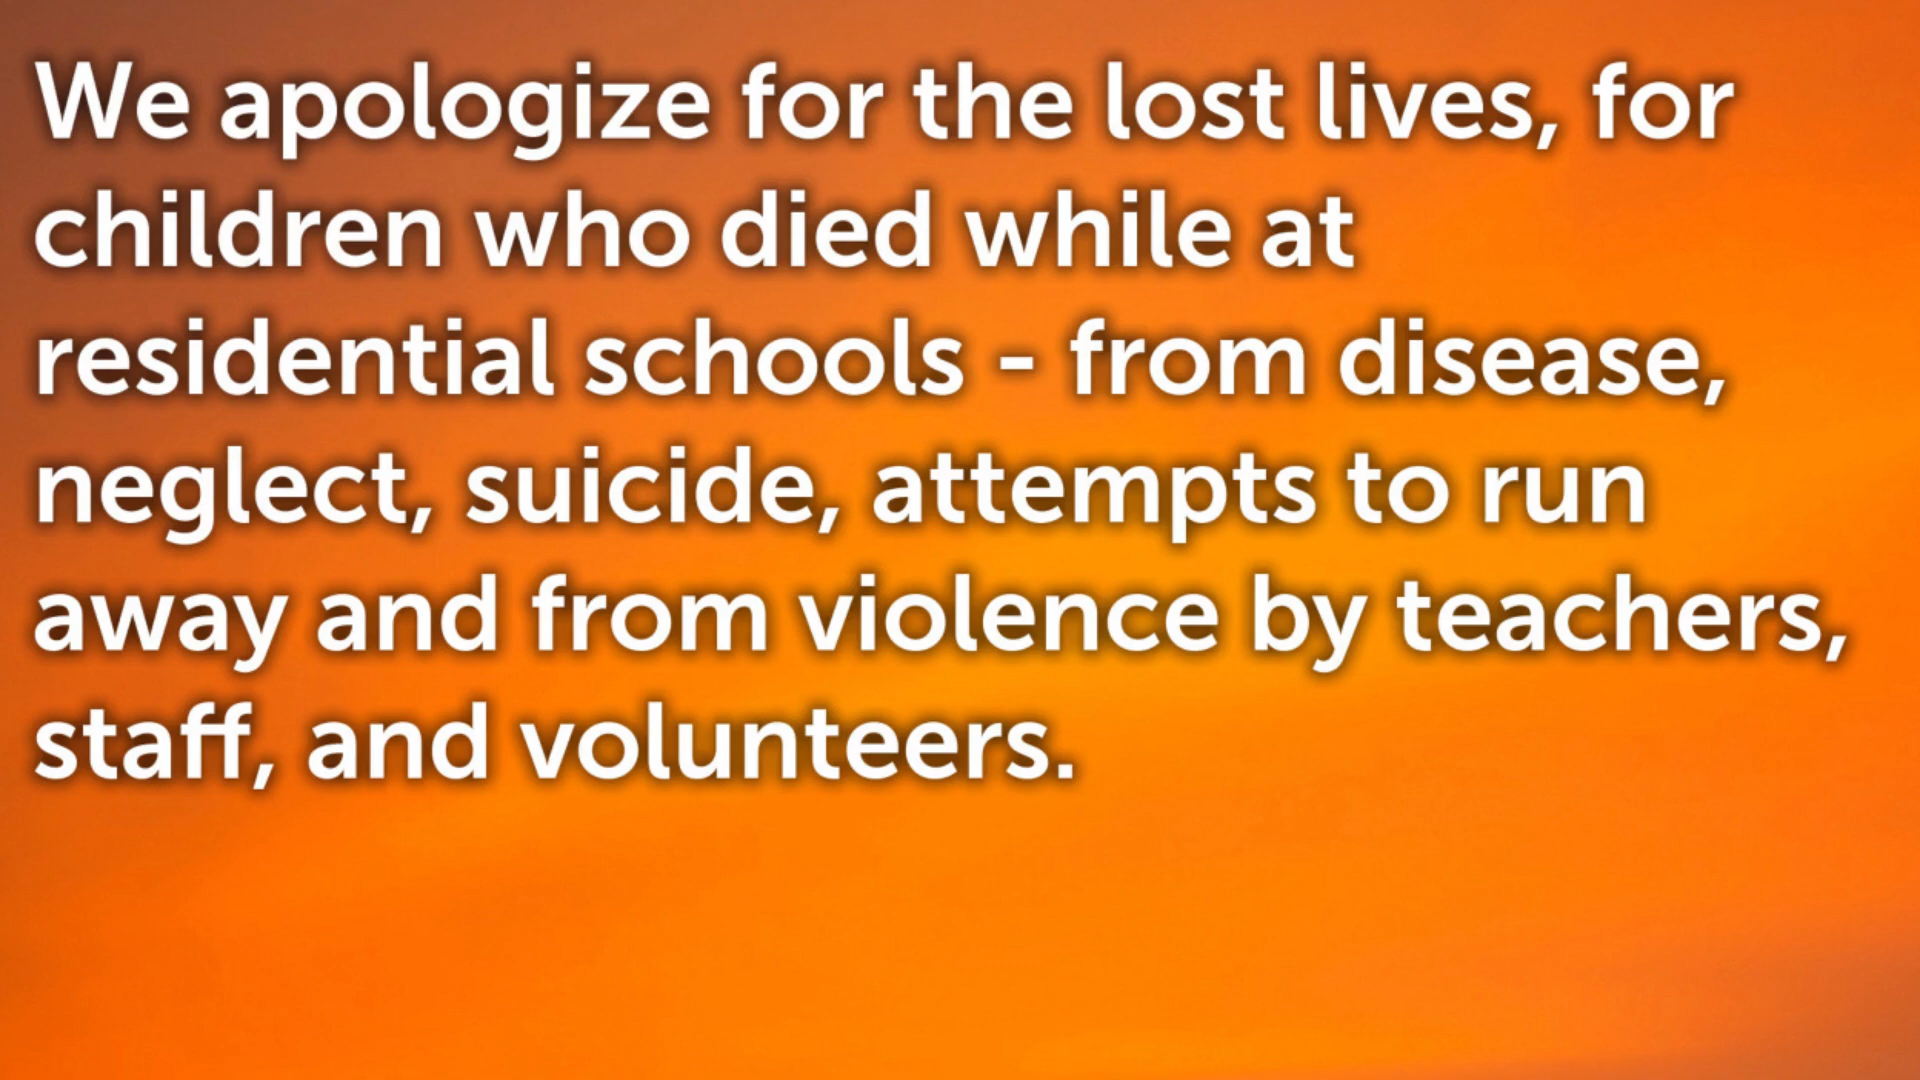 We apologize for the lost lives, for
children who died while at
residential schools - from disease,
neglect, suicide, attempts to run
away and from violence by teachers,
staff, and volunteers.